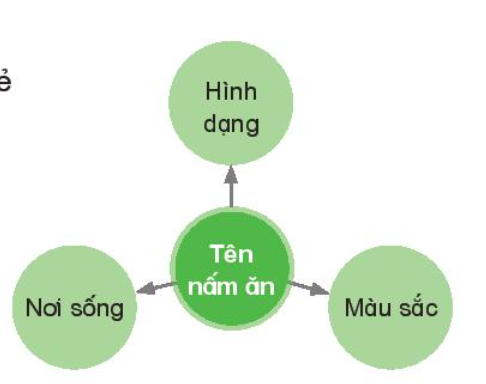 ẻ
Hình
dạng
Tên
nấm ăn
Nơi sống
Màu sắc